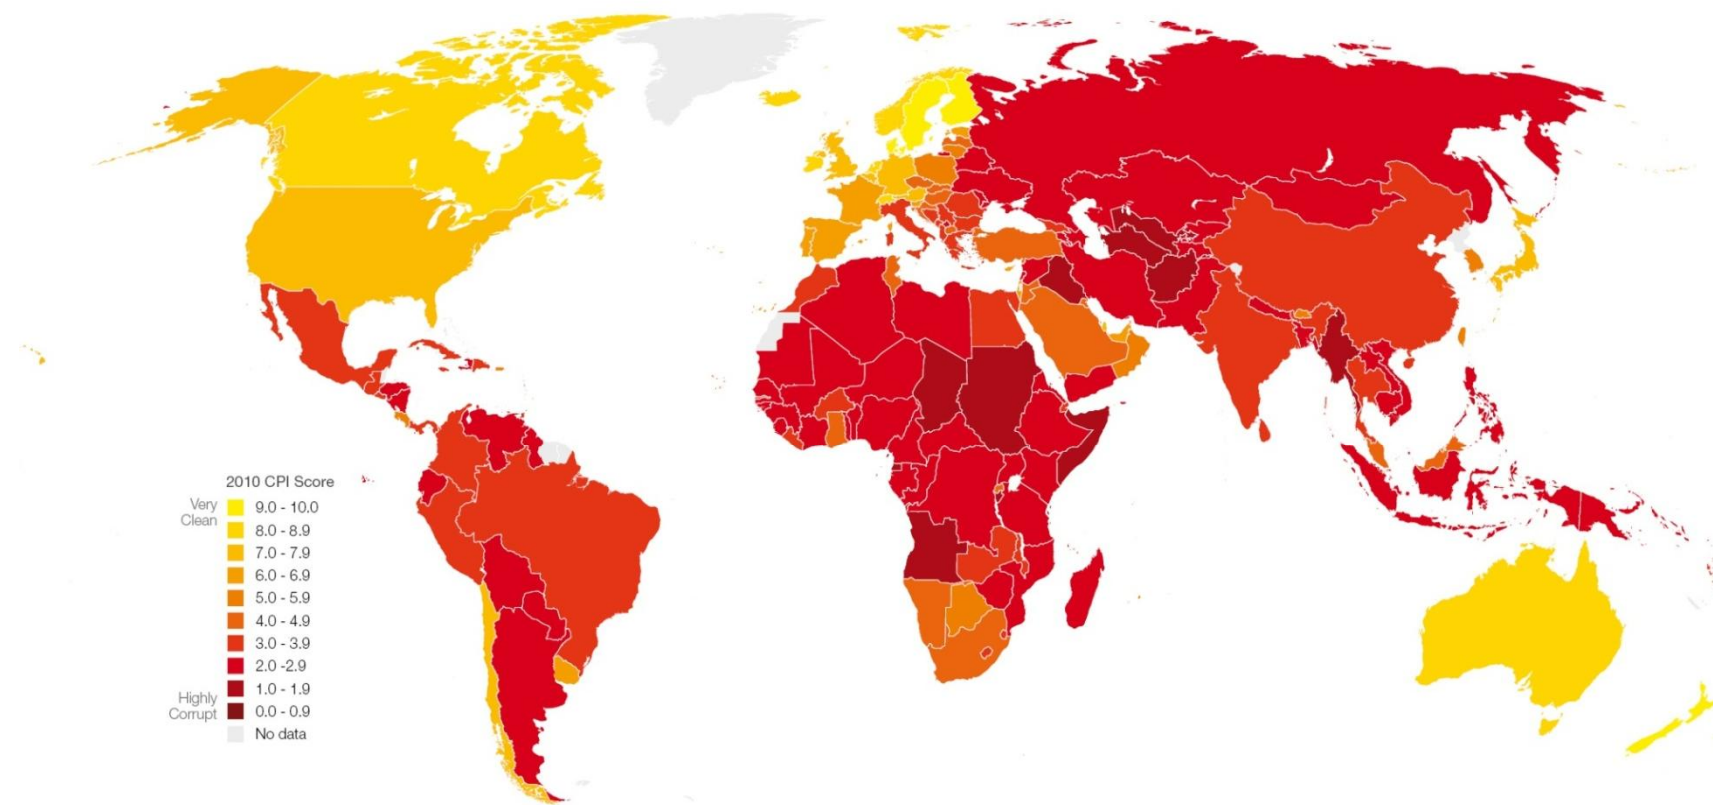 2010 CPI Score
Very
Clean
9.0 - 10.0
8.0 - 8.9
7.0 - 7.9
6.0 - 6.9
5.0 - 5.9
4.0 - 4.9
3.0 - 3.9
2.0 -2.9
1.0 - 1.9
Highly
Corrupt
0.0 - 0.9
No data